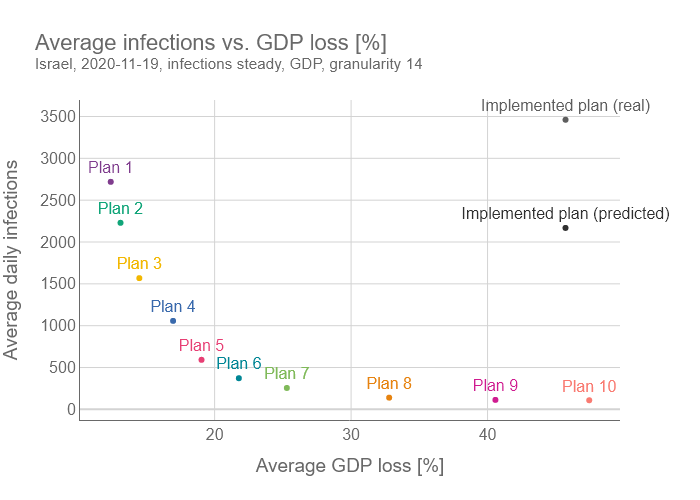 Average infections vs. GDP loss [%]
Israel, 2020-11-19, infections steady, GDP, granularity 14
Implemented plan (real)
3500
3000
Plan 1
2500
Plan 2
Implemented plan (predicted)
2000
Plan 3
1500
Plan 4
1000
Plan 5
Plan 6
500
Plan 7
Plan 8
Plan 9
Plan 10
0
20
30
40
Average daily infections
Average GDP loss [%]